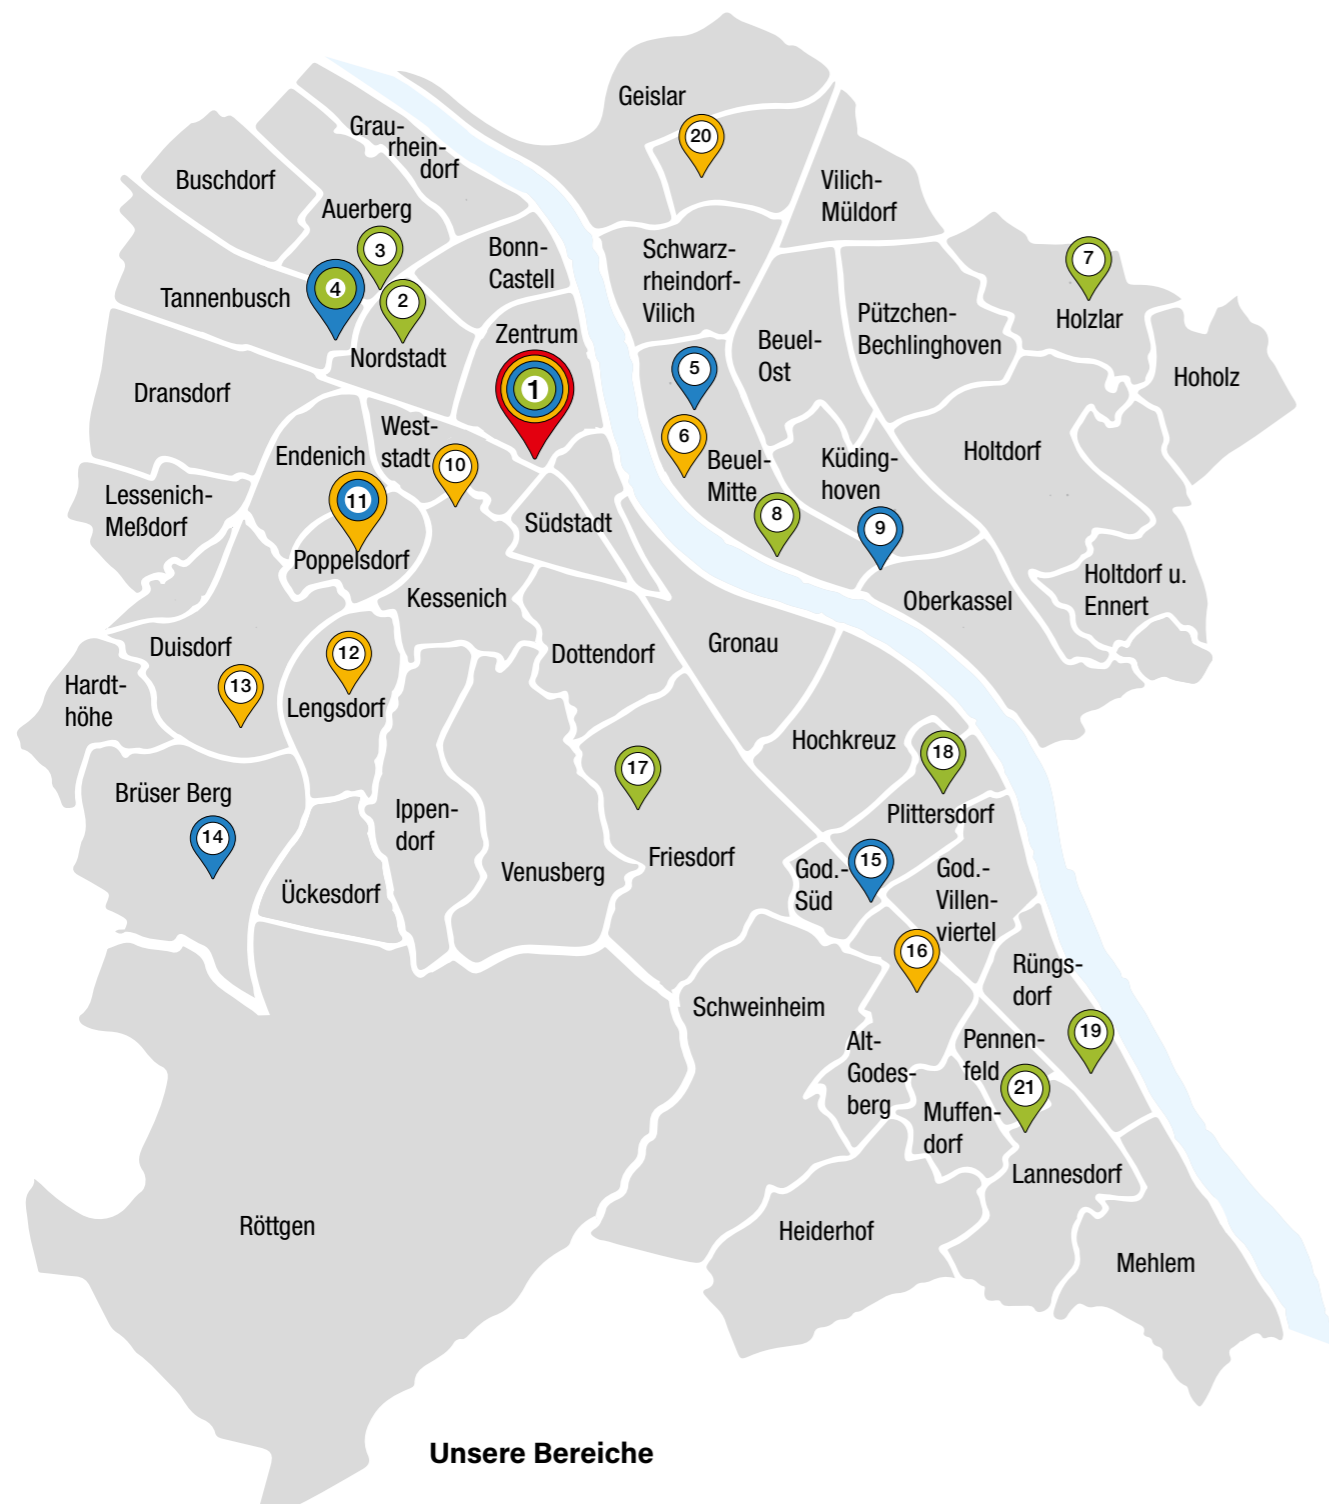 Geislar
20
Grau-
rhein-
dorf
Buschdorf
Vilich-
Müldorf
Auerberg
3
Bonn-
Castell
Schwarz-
rheindorf-
Vilich
7
Tannenbusch
4
2
Holzlar
Nordstadt
Zentrum
1
Beuel-
Ost
Pützchen-
Bechlinghoven
5
Hoholz
Dransdorf
West-
stadt
10
6
Beuel-
Mitte
8
Küding-
hoven
9
Holtdorf
Endenich
11
Lessenich-
Meßdorf
Südstadt
Poppelsdorf
Kessenich
Oberkassel
Holtdorf u.
Ennert
Duisdorf
13
12
Lengsdorf
Dottendorf
Gronau
Hardt-
höhe
Hochkreuz
18
Plittersdorf
17
Friesdorf
Brüser Berg
14
Ippen-
dorf
Venusberg
Ückesdorf
God.-
Süd
15
God.-
Villen-
viertel
16
Rüngs-
dorf
19
Schweinheim
Alt-
Godes-
berg
Pennen-
feld
21
Muffen-
dorf
Lannesdorf
Röttgen
Heiderhof
Mehlem
Unsere Bereiche